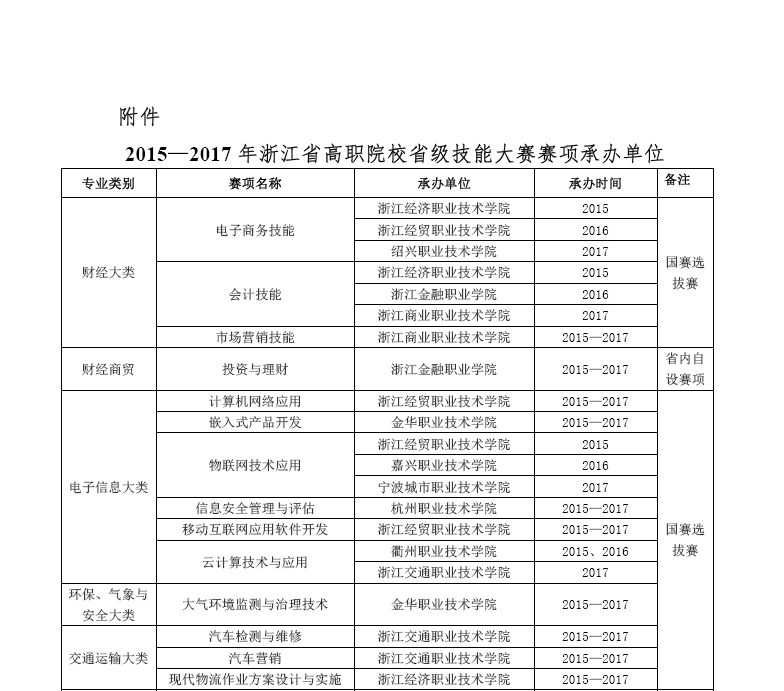 附件
2015—2017 年浙江省高职院校省级技能大赛赛项承办单位
专业类别 赛项名称 承办单位 承办时间 备注
财经大类 电子商务技能 浙江经济职业技术学院 2015 国赛选拔赛
浙江经贸职业技术学院 2016
绍兴职业技术学院 2017
会计技能 浙江经济职业技术学院 2015
浙江金融职业学院 2016
浙江商业职业技术学院 2017
市场营销技能 浙江商业职业技术学院 2015—2017
财经商贸 投资与理财 浙江金融职业学院 2015—2017 省内自设赛项
电子信息大类 计算机网络应用 浙江经贸职业技术学院 2015—2017 国赛选拔赛
嵌入式产品开发 金华职业技术学院 2015—2017
物联网技术应用 浙江经贸职业技术学院 2015
嘉兴职业技术学院 2016
宁波城市职业技术学院 2017
信息安全管理与评估 杭州职业技术学院 2015—2017
移动互联网应用软件开发 浙江经贸职业技术学院 2015—2017
云计算技术与应用 衢州职业技术学院 2015、2016
浙江交通职业技术学院 2017
环保、气象与安全大类 大气环境监测与治理技术 金华职业技术学院 2015—2017
交通运输大类 汽车检测与维修 浙江交通职业技术学院 2015—2017
汽车营销 浙江交通职业技术学院 2015—2017
现代物流作业方案设计与实施 浙江经济职业技术学院 2015—2017